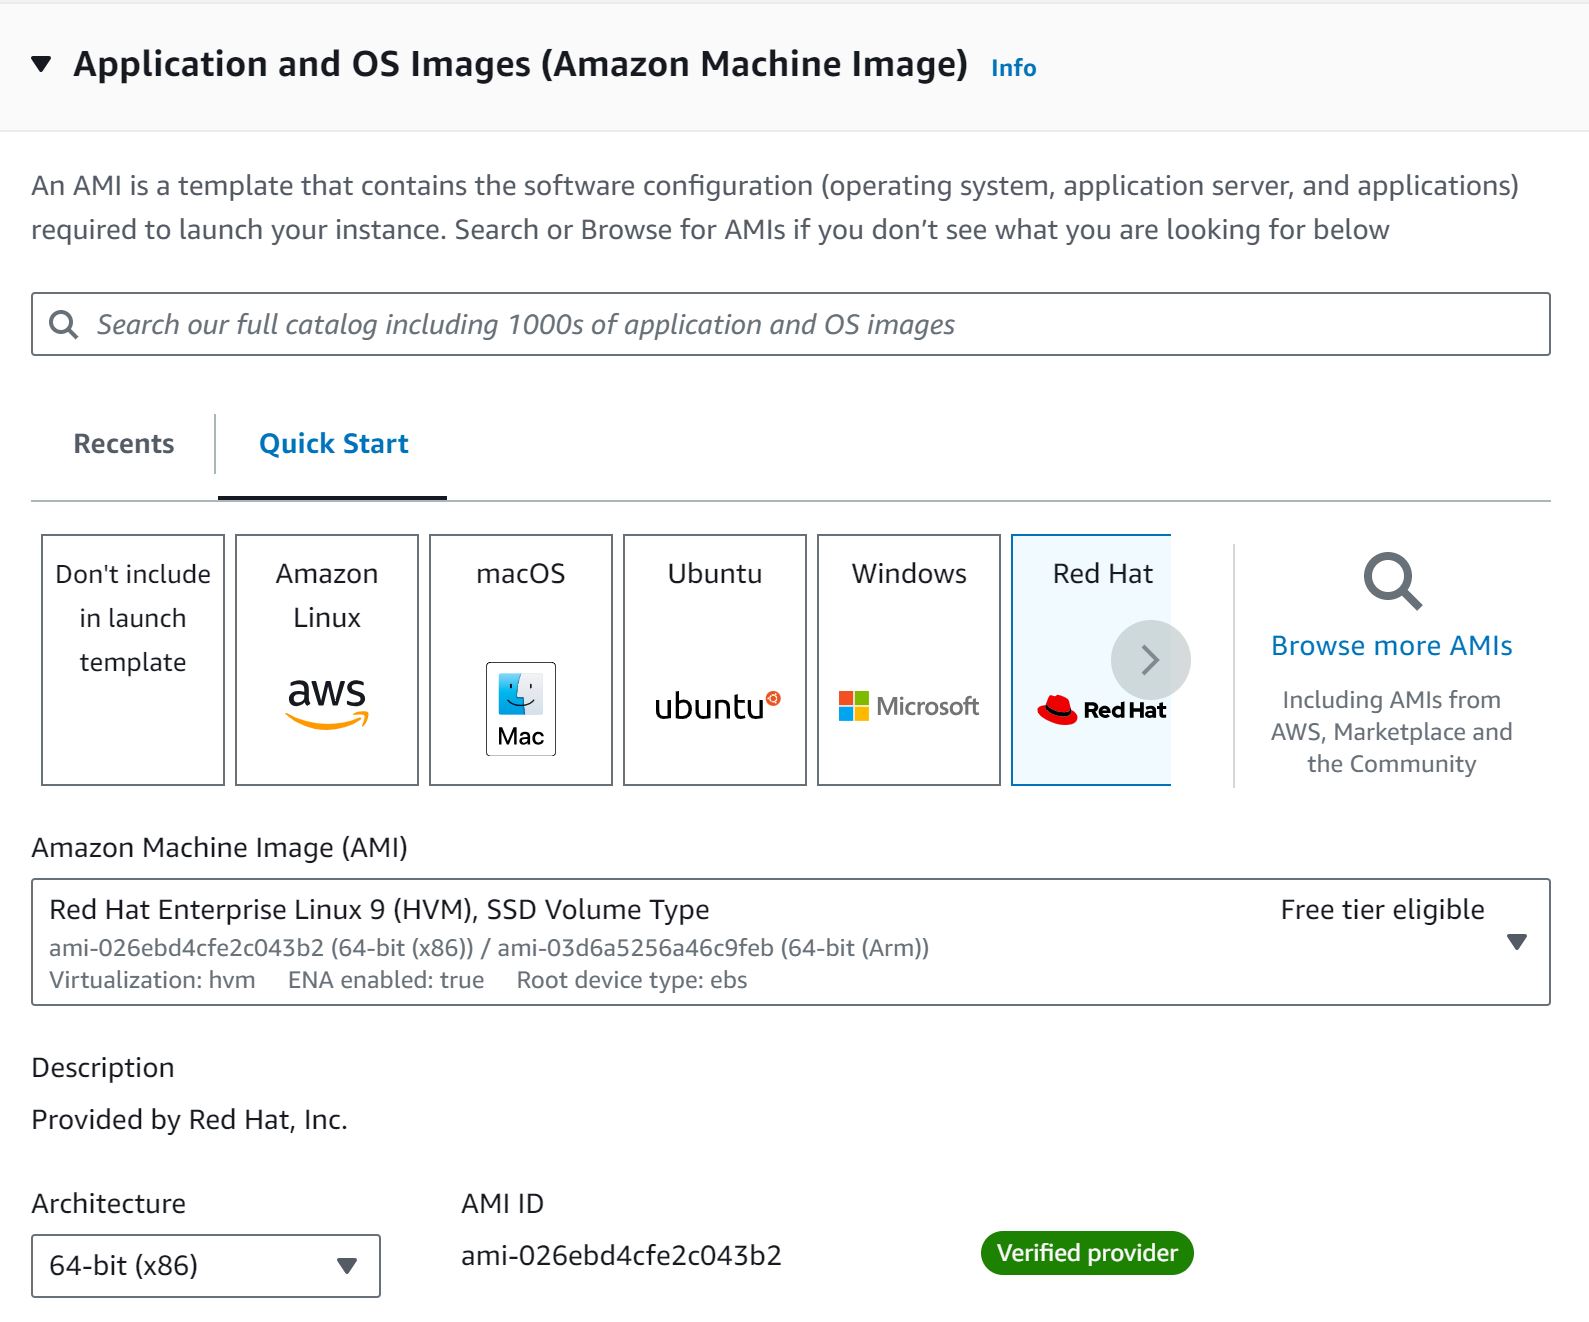 Application and OS Images (Amazon Machine Image) Info
An AMI is a template that contains the software configuration (operating system, application server, and applications)
required to launch your instance. Search or Browse for AMIs if you don’t see what you are looking for below
Search our full catalog including 1000s of application and OS images
Recents
Quick Start
Don't include
in launch
template
Amazon
Linux
aws
macOS
Mac
Ubuntu
ubuntu
Windows
Microsoft
Red Hat
Red Hat
Browse more AMIs
Including AMIs from
AWS, Marketplace and
the Community
Amazon Machine Image (AMI)
Red Hat Enterprise Linux 9 (HVM), SSD Volume Type
Free tier eligible
ami-026ebd4cfe2c043b2 (64-bit (x86)) / ami-03d6a5256a46c9feb (64-bit (Arm))
Virtualization: hvm ENA enabled: true Root device type: ebs
Description
Provided by Red Hat, Inc.
Architecture
64-bit (x86)
AMI ID
ami-026ebd4cfe2c043b2
Verified provider